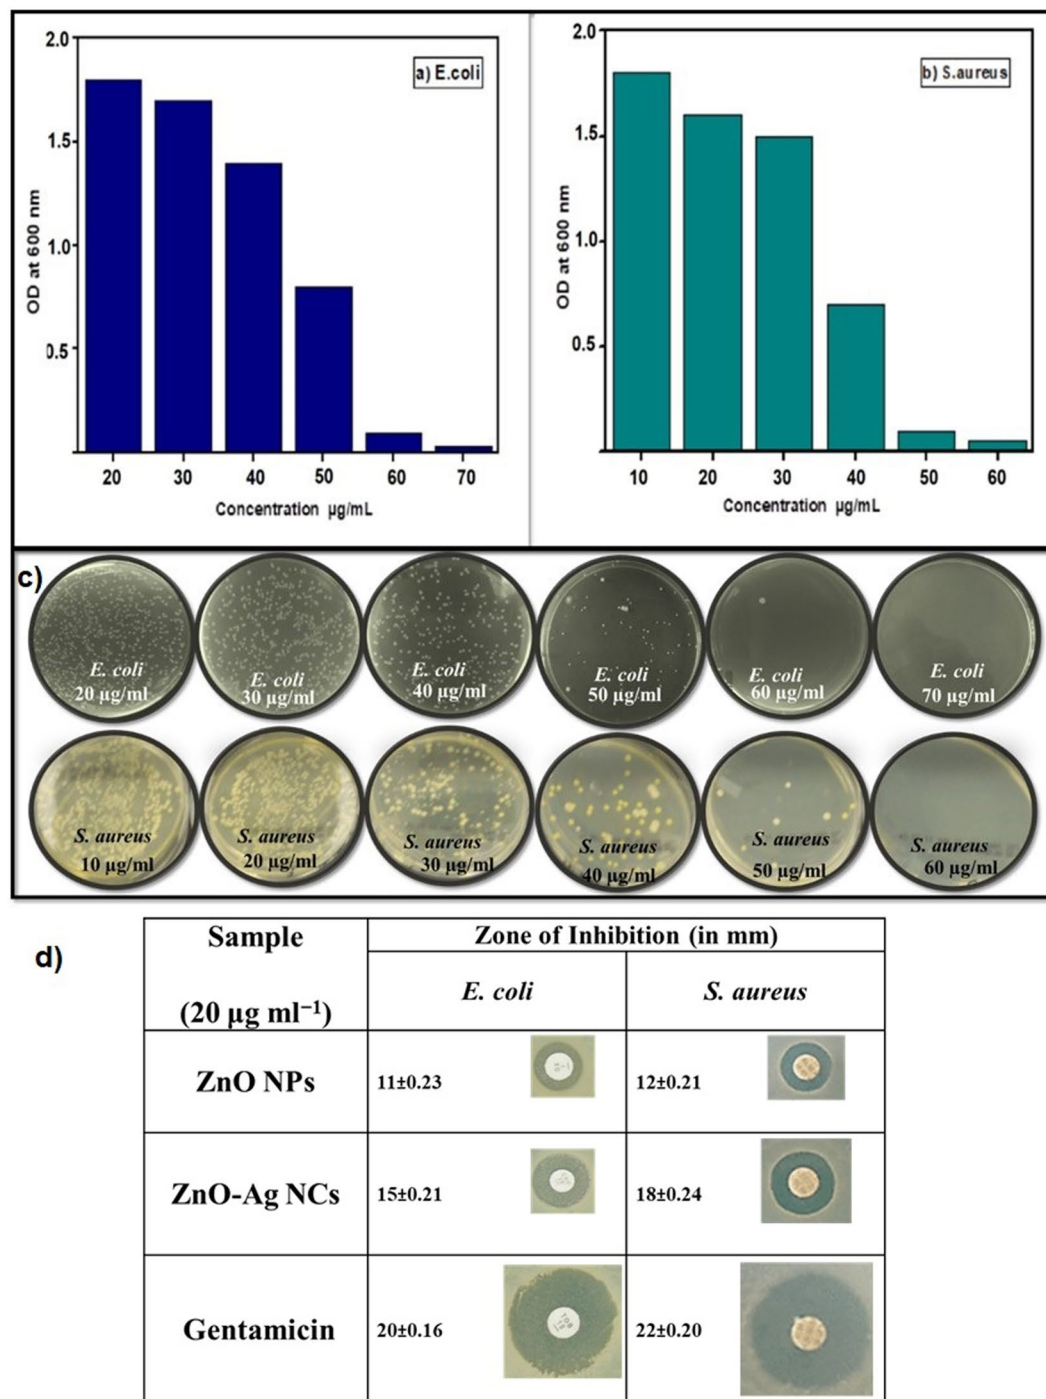 2.0
1.5
1.0
0.5
OD at 600 nm
a) E.coli
20 30 40 50 60 70
Concentration µg/mL
2.0
1.5
1.0
0.5
OD at 600 nm
b) S.aureus
10 20 30 40 50 60
Concentration µg/mL
c)
E. coli
20 µg/ml
E. coli
30 µg/ml
E. coli
40 µg/ml
E. coli
50 µg/ml
E. coli
60 µg/ml
E. coli
70 µg/ml
S. aureus
10 µg/ml
S. aureus
20 µg/ml
S. aureus
30 µg/ml
S. aureus
40 µg/ml
S. aureus
50 µg/ml
S. aureus
60 µg/ml
d)
Sample
(20 µg ml⁻¹)
Zone of Inhibition (in mm)
E. coli S. aureus
ZnO NPs 11±0.23 12±0.21
ZnO-Ag NCs 15±0.21 18±0.24
Gentamicin 20±0.16 22±0.20